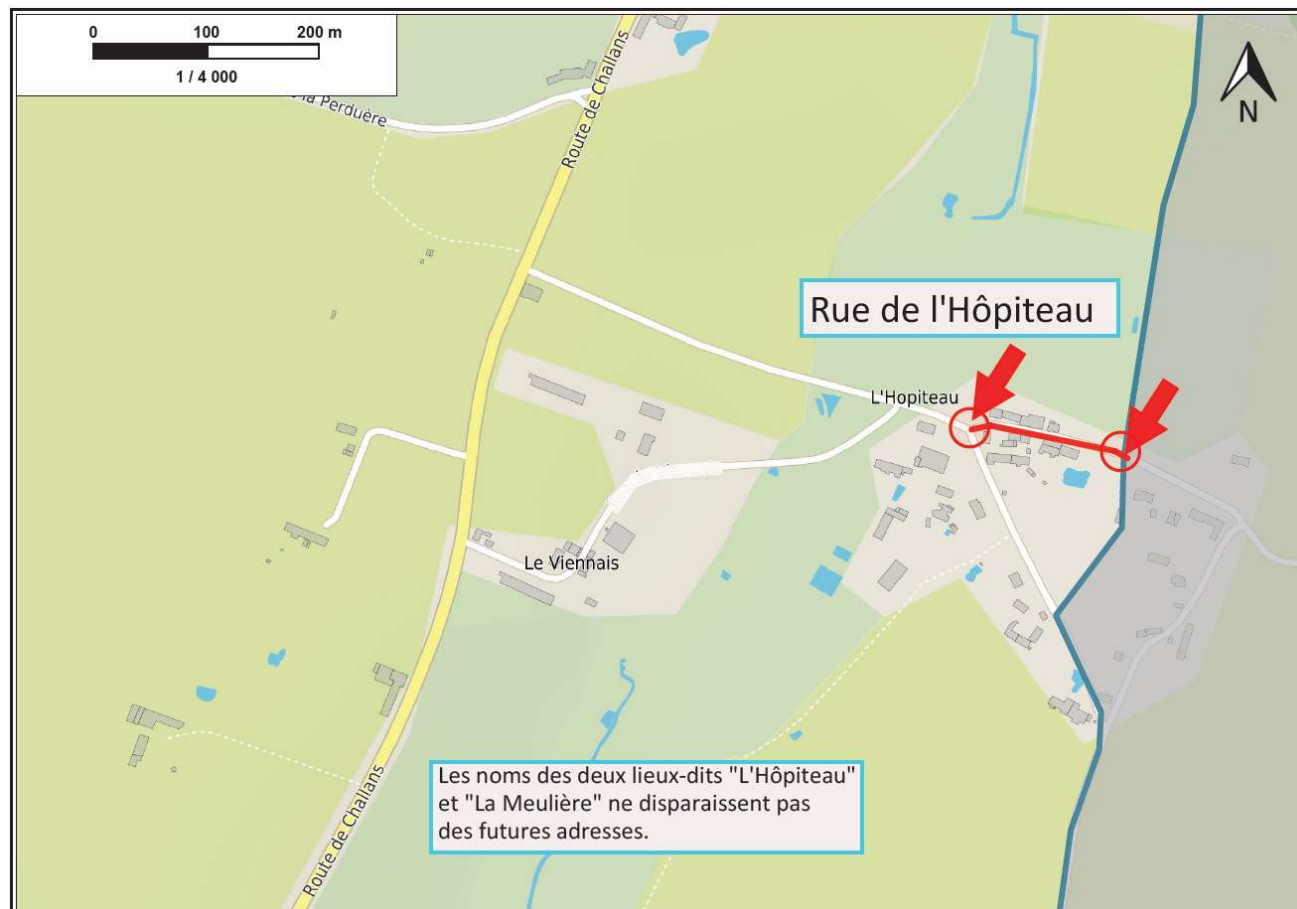 0 100 200 m
1 / 4 000
la Perduère
Route de Challans
N
Rue de l'Hôpiteau
L'Hopiteau
Le Viennais
Les noms des deux lieux-dits "L'Hôpiteau"
et "La Meulière" ne disparaissent pas
des futures adresses.
Route de Challans